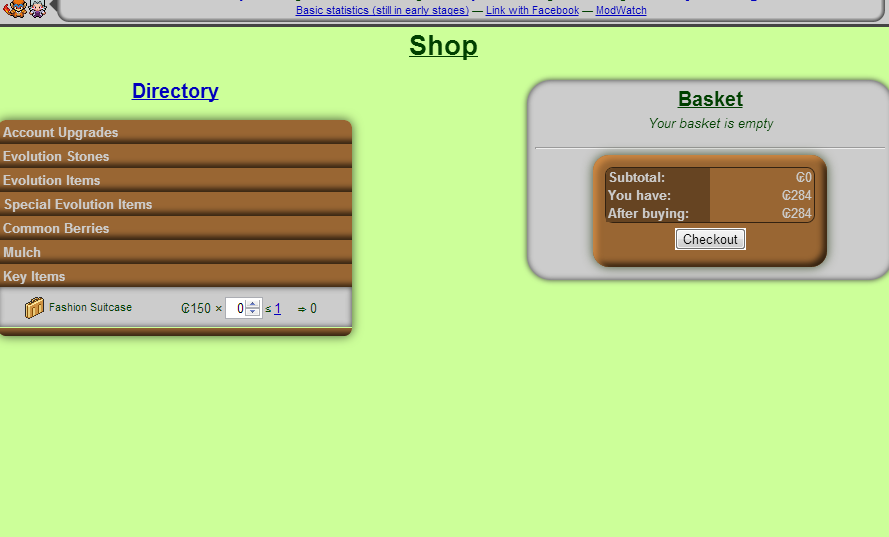 Basic statistics (still in early stages) — Link with Facebook — ModWatch
Shop
Directory
Account Upgrades
Evolution Stones
Evolution Items
Special Evolution Items
Common Berries
Mulch
Key Items
Fashion Suitcase ₢150 × 0 ≤ 1 ⇒ 0
Basket
Your basket is empty
Subtotal: ₢0
You have: ₢284
After buying: ₢284
Checkout